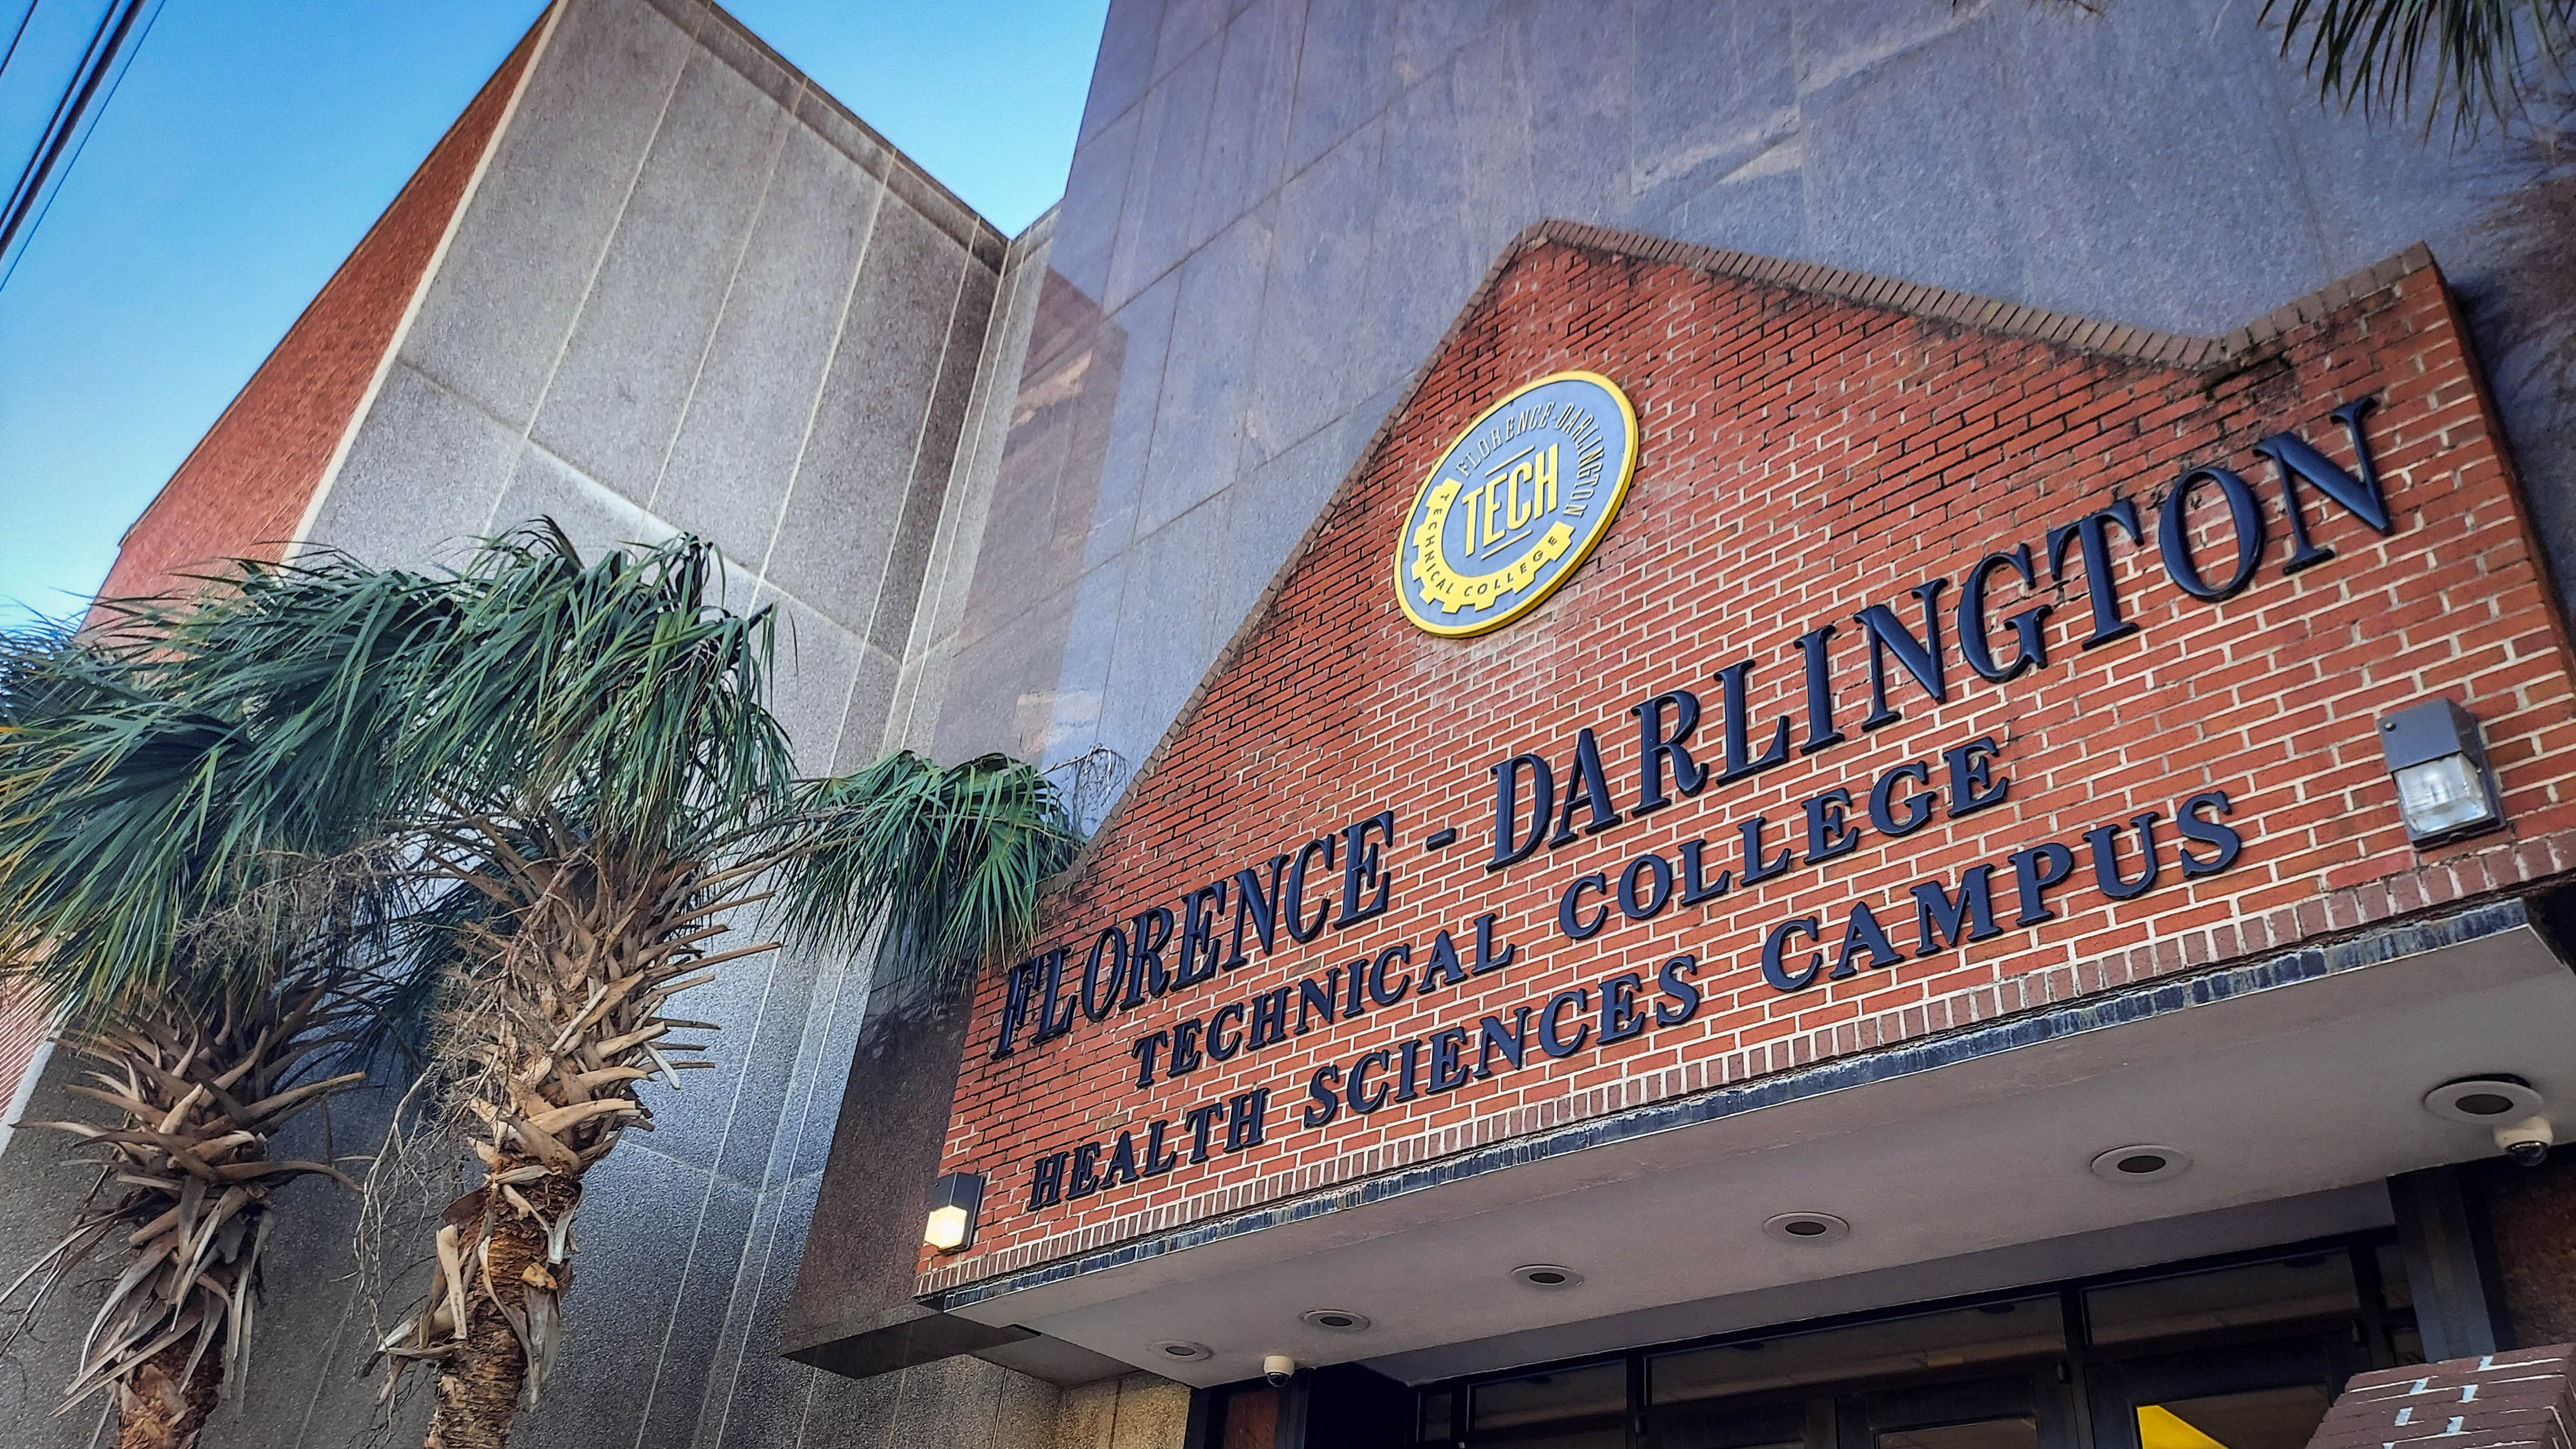 FLORENCE-DARLINGTON
TECH
TECHNICAL COLLEGE
FLORENCE - DARLINGTON
TECHNICAL COLLEGE
HEALTH SCIENCES CAMPUS